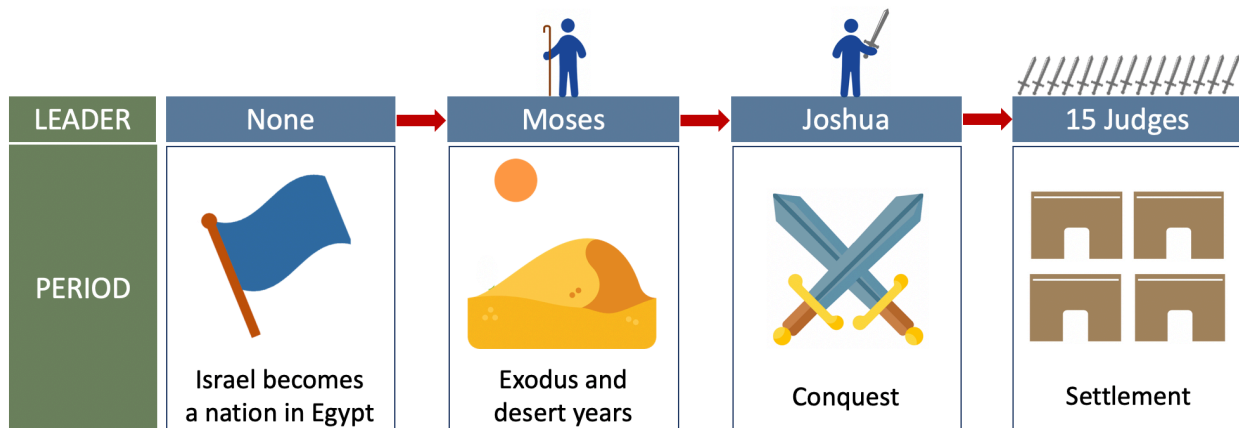 LEADER
None
Moses
Joshua
15 Judges
PERIOD
Israel becomes
a nation in Egypt
Exodus and
desert years
Conquest
Settlement